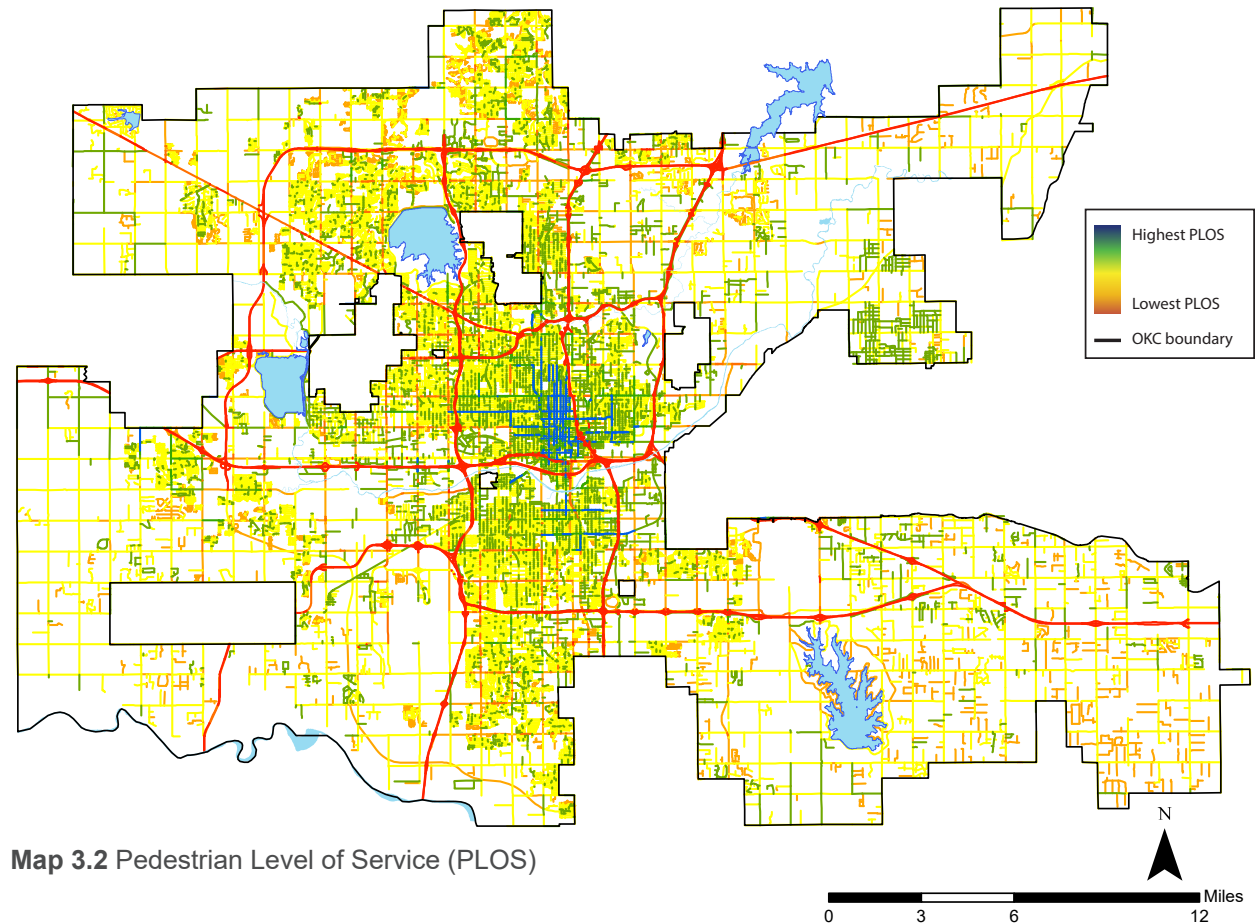 Highest PLOS
Lowest PLOS
OKC boundary
Map 3.2 Pedestrian Level of Service (PLOS)
N
Miles
0 3 6 12